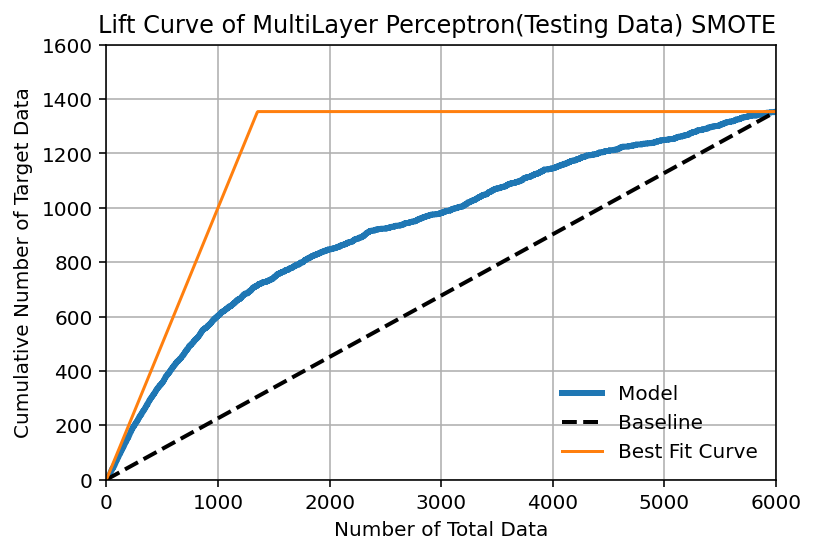 Lift Curve of MultiLayer Perceptron(Testing Data) SMOTE
1600
1400
1200
1000
800
600
400
200
0
Cumulative Number of Target Data
Model
Baseline
Best Fit Curve
0 1000 2000 3000 4000 5000 6000
Number of Total Data